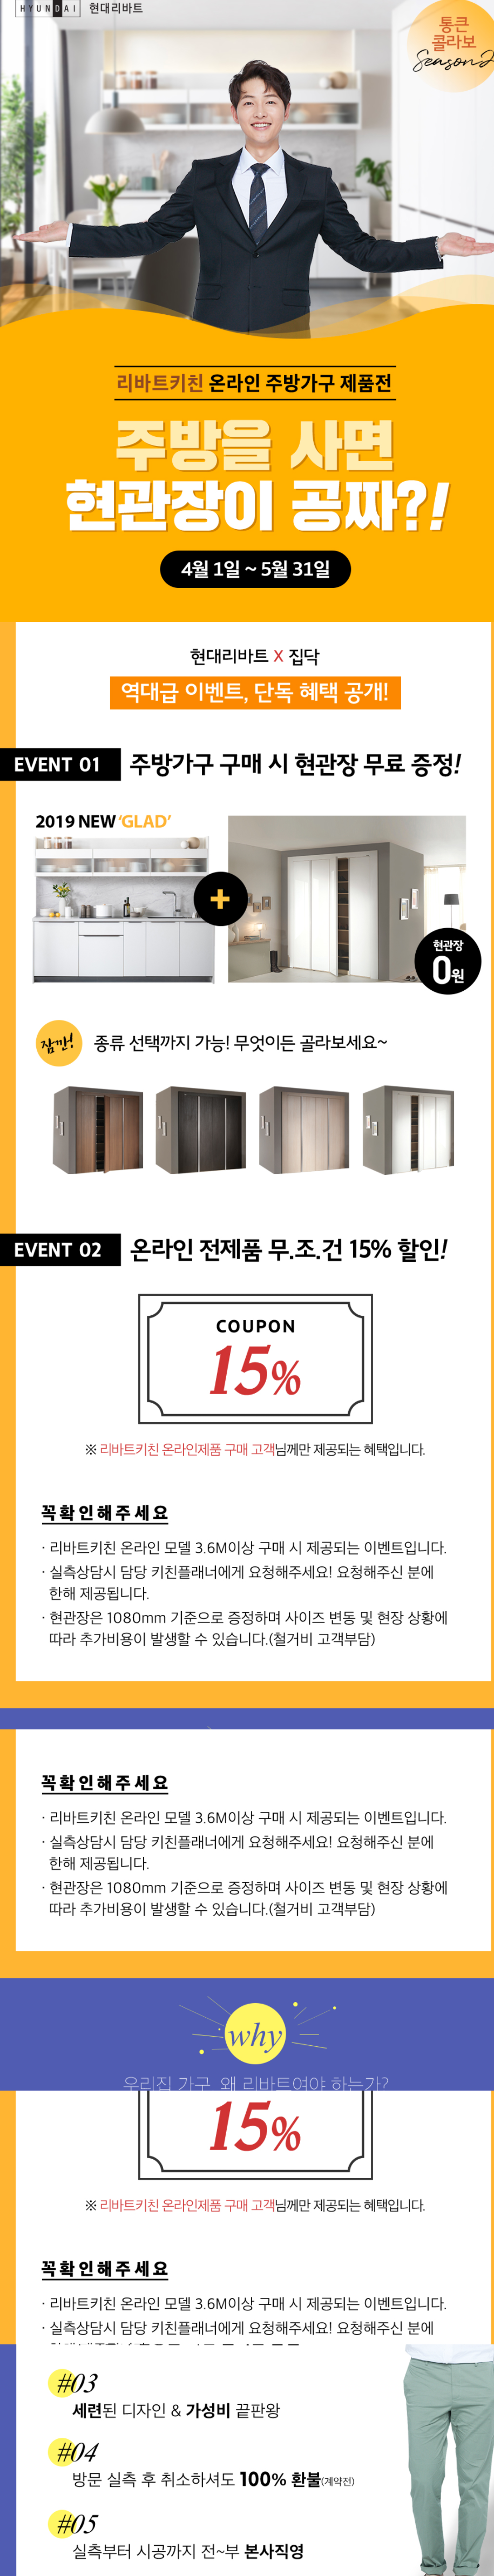 HYUNDAI 현대리바트
통큰
콜라보
Season2
리바트키친 온라인 주방가구 제품전
주방을 사면
현관장이 공짜?!
4월 1일 ~ 5월 31일
현대리바트 X 집닥
역대급 이벤트, 단독 혜택 공개!
EVENT 01 주방가구 구매 시 현관장 무료 증정!
2019 NEW 'GLAD'
+
현관장
0원
잠깐! 종류 선택까지 가능! 무엇이든 골라보세요~
EVENT 02 온라인 전제품 무.조.건 15% 할인!
COUPON
15%
※ 리바트키친 온라인제품 구매 고객님께만 제공되는 혜택입니다.
꼭확인해주세요
· 리바트키친 온라인 모델 3.6M이상 구매 시 제공되는 이벤트입니다.
· 실측상담시 담당 키친플래너에게 요청해주세요! 요청해주신 분에
한해 제공됩니다.
· 현관장은 1080mm 기준으로 증정하며 사이즈 변동 및 현장 상황에
따라 추가비용이 발생할 수 있습니다.(철거비 고객부담)
꼭확인해주세요
· 리바트키친 온라인 모델 3.6M이상 구매 시 제공되는 이벤트입니다.
· 실측상담시 담당 키친플래너에게 요청해주세요! 요청해주신 분에
한해 제공됩니다.
· 현관장은 1080mm 기준으로 증정하며 사이즈 변동 및 현장 상황에
따라 추가비용이 발생할 수 있습니다.(철거비 고객부담)
why
우리집 가구, 왜 리바트여야 하는가?
15%
※ 리바트키친 온라인제품 구매 고객님께만 제공되는 혜택입니다.
꼭확인해주세요
· 리바트키친 온라인 모델 3.6M이상 구매 시 제공되는 이벤트입니다.
· 실측상담시 담당 키친플래너에게 요청해주세요! 요청해주신 분에
#03
세련된 디자인 & 가성비 끝판왕
#04
방문 실측 후 취소하셔도 100% 환불(계약전)
#05
실측부터 시공까지 전~부 본사직영